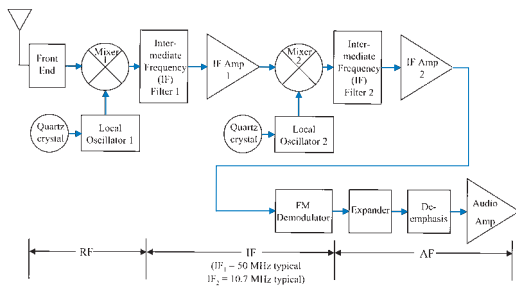 Front
End
Mixer
1
Inter-
mediate
Frequency
(IF)
Filter 1
IF Amp
1
Mixer
2
Inter-
mediate
Frequency
(IF)
Filter 2
IF Amp
2
Quartz
crystal
Local
Oscillator 1
Quartz
crystal
Local
Oscillator 2
FM
Demodulator
Expander
De-
emphasis
Audio
Amp
RF
IF
AF
(IF1 = 50 MHz typical
IF2 = 10.7 MHz typical)